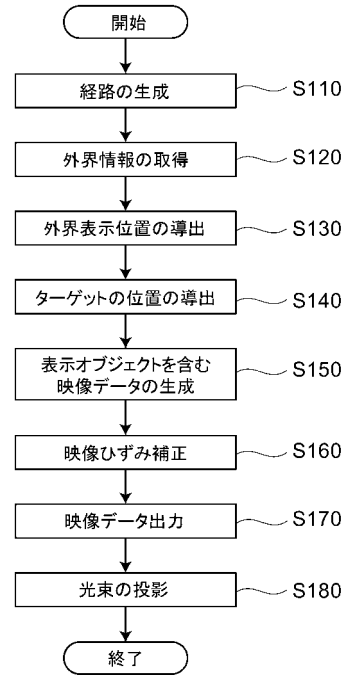 開始
経路の生成
S110
外界情報の取得
S120
外界表示位置の導出
S130
ターゲットの位置の導出
S140
表示オブジェクトを含む
映像データの生成
S150
映像ひずみ補正
S160
映像データ出力
S170
光束の投影
S180
終了